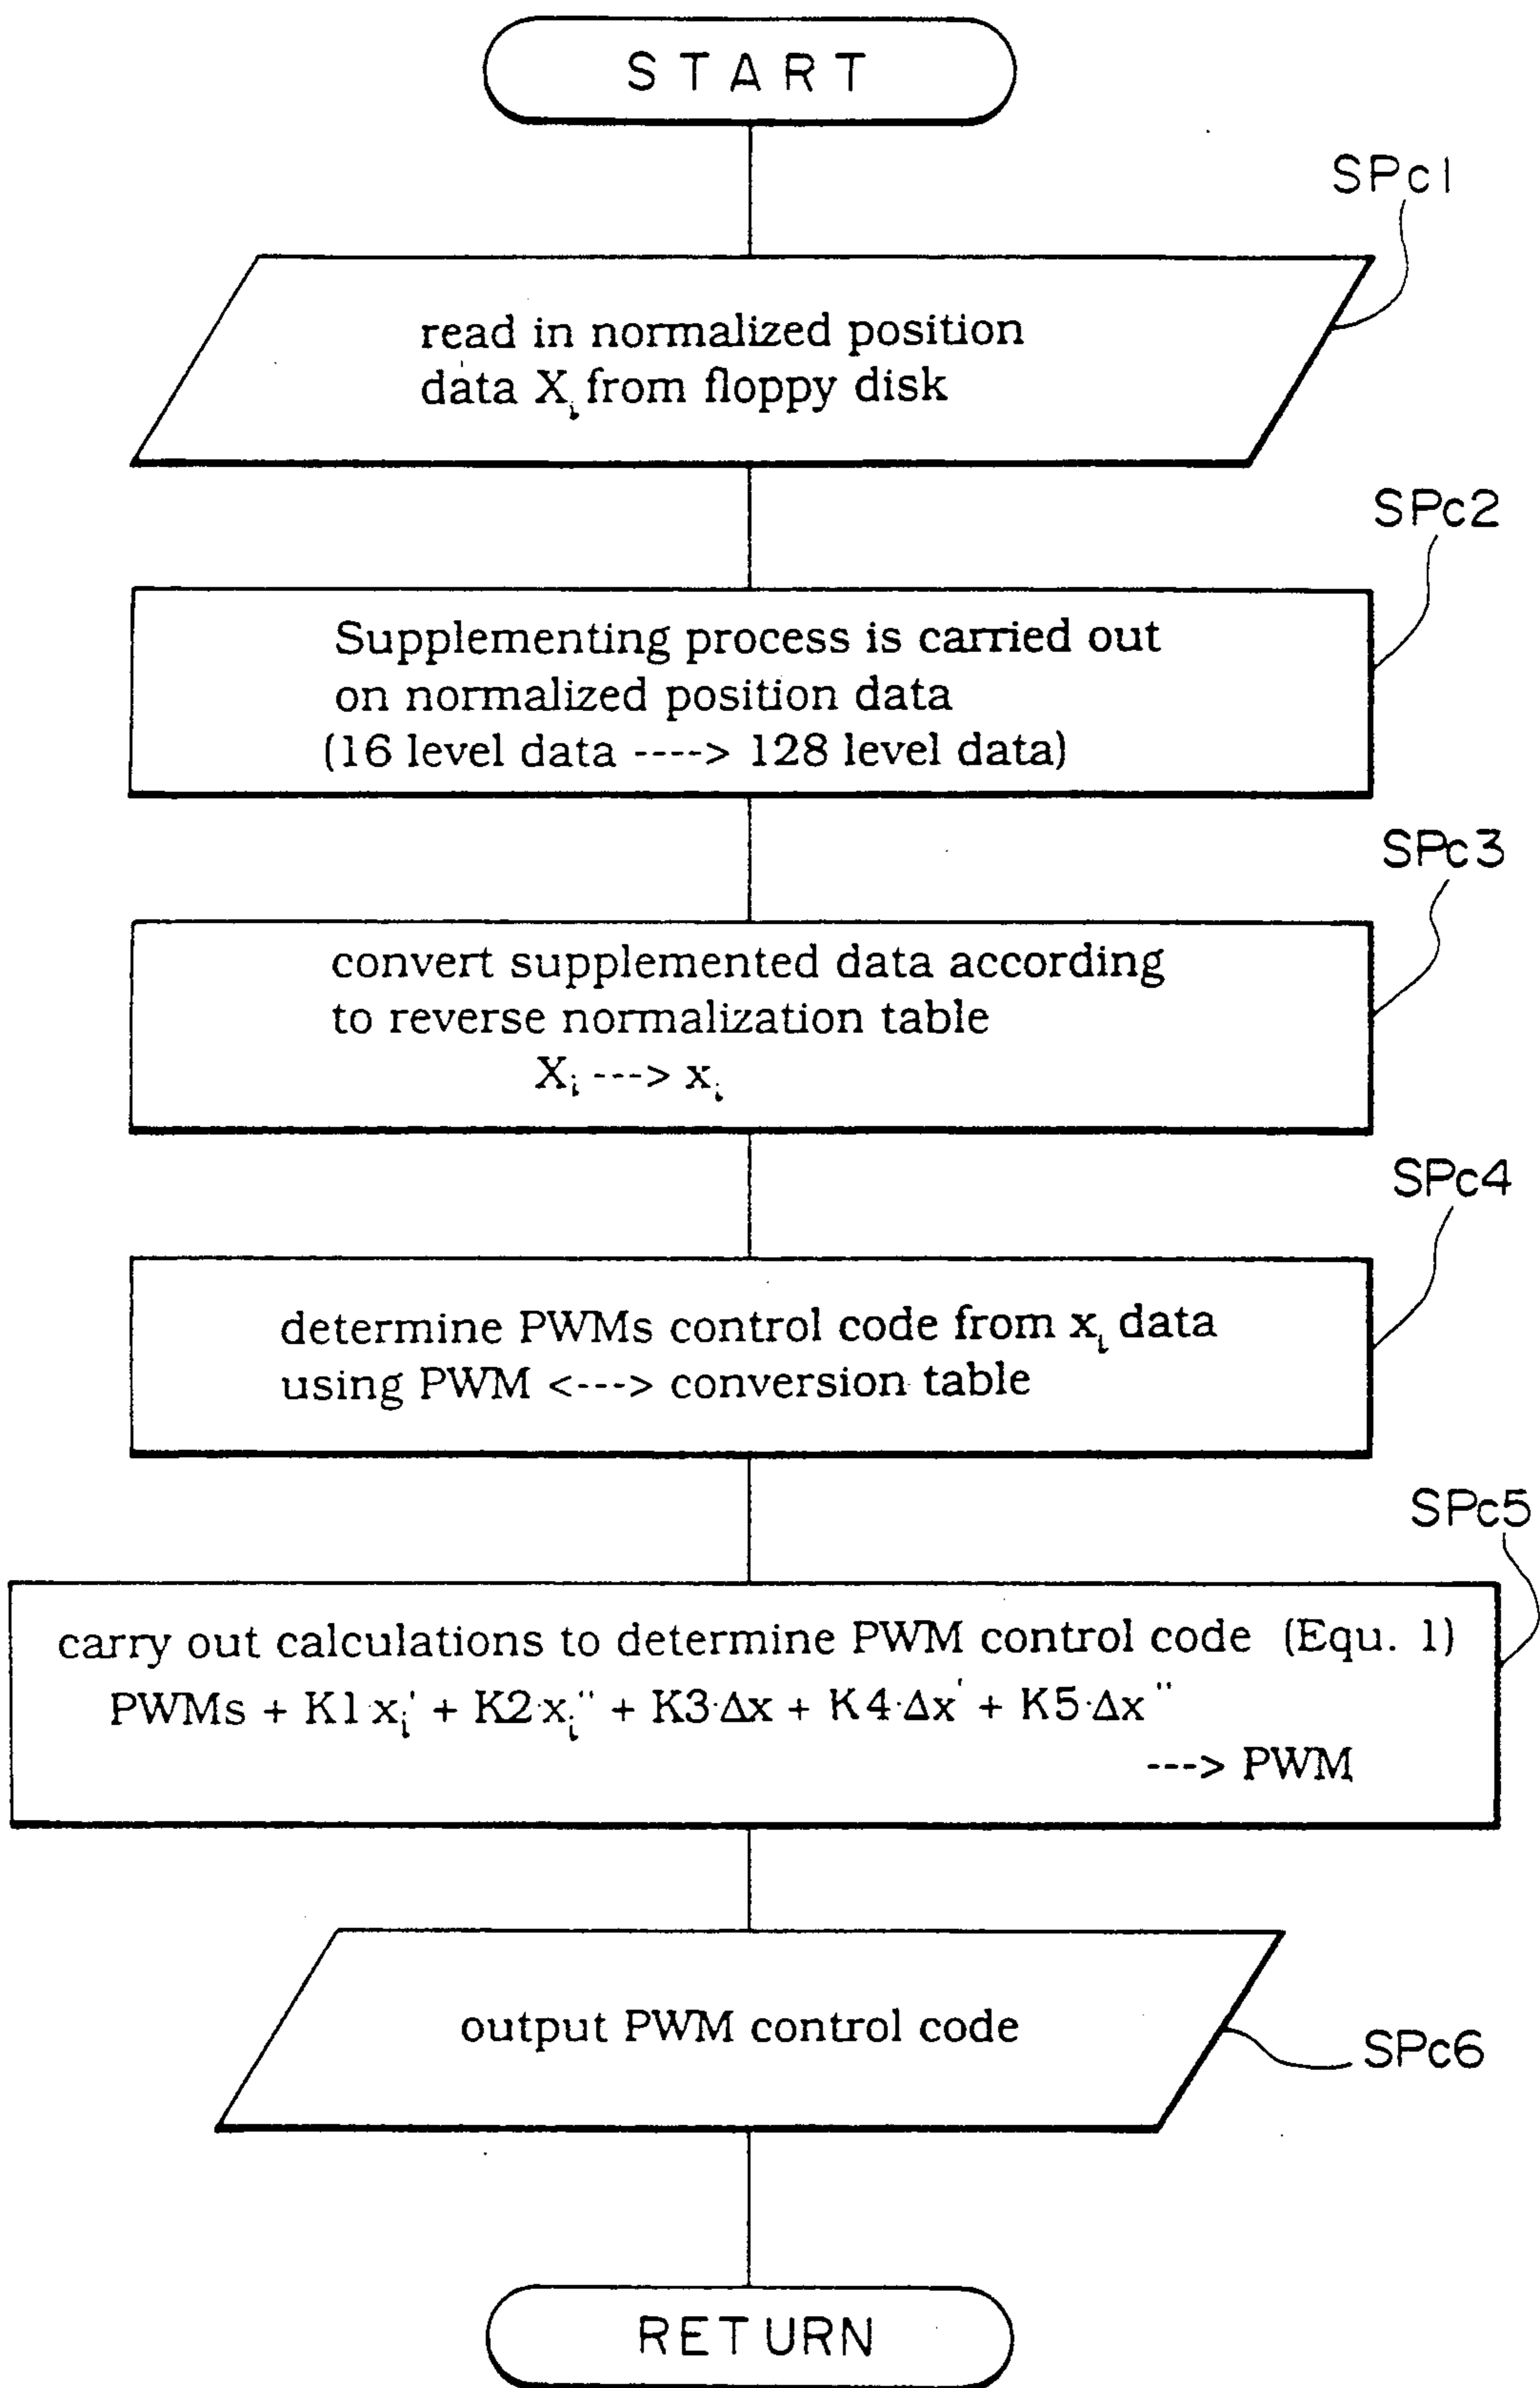 START
SPc1
read in normalized position
data Xi from floppy disk
SPc2
Supplementing process is carried out
on normalized position data
(16 level data ----> 128 level data)
SPc3
convert supplemented data according
to reverse normalization table
Xi ---> xi
SPc4
determine PWMs control code from xi data
using PWM <---> conversion table
SPc5
carry out calculations to determine PWM control code (Equ. 1)
PWMs + K1·xi' + K2·xi'' + K3·Δx + K4·Δx' + K5·Δx''
---> PWM
output PWM control code
SPc6
RETURN